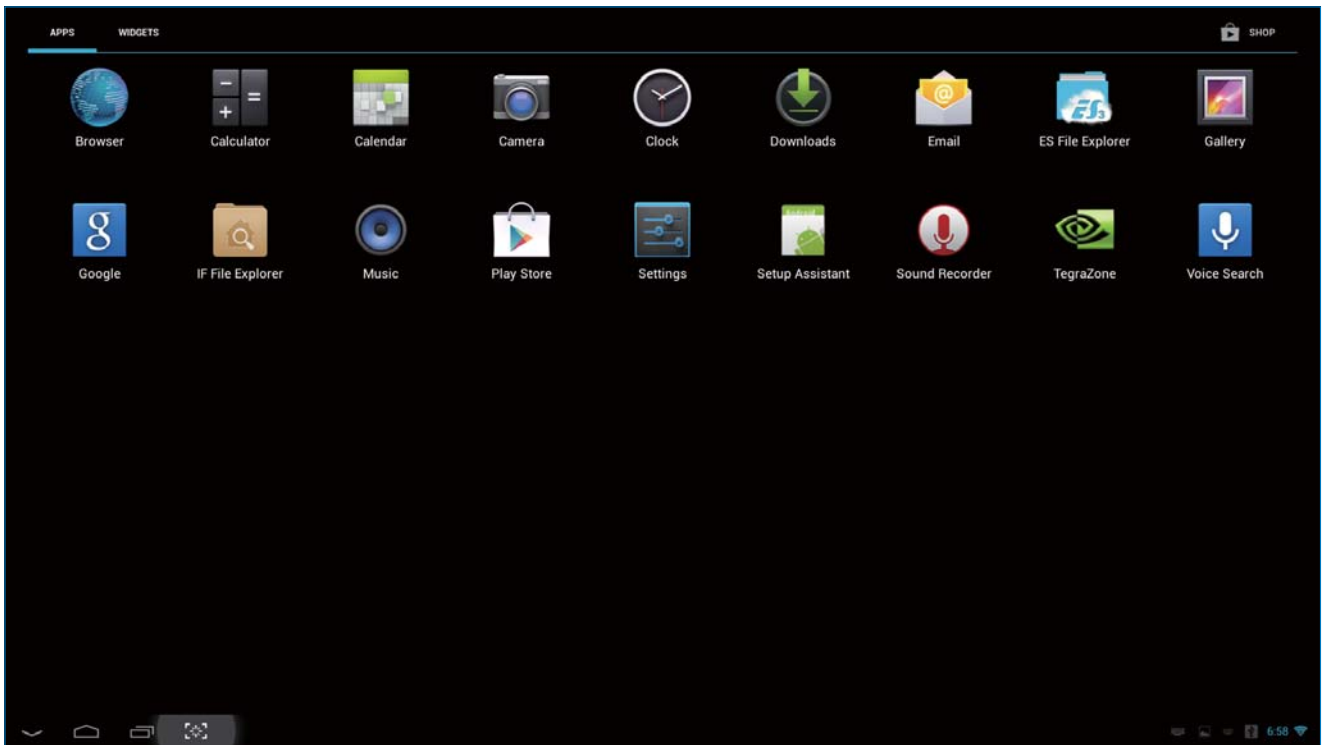 APPS WIDGETS SHOP
Browser Calculator Calendar Camera Clock Downloads Email ES File Explorer Gallery
Google IF File Explorer Music Play Store Settings Setup Assistant Sound Recorder TegraZone Voice Search
6:58